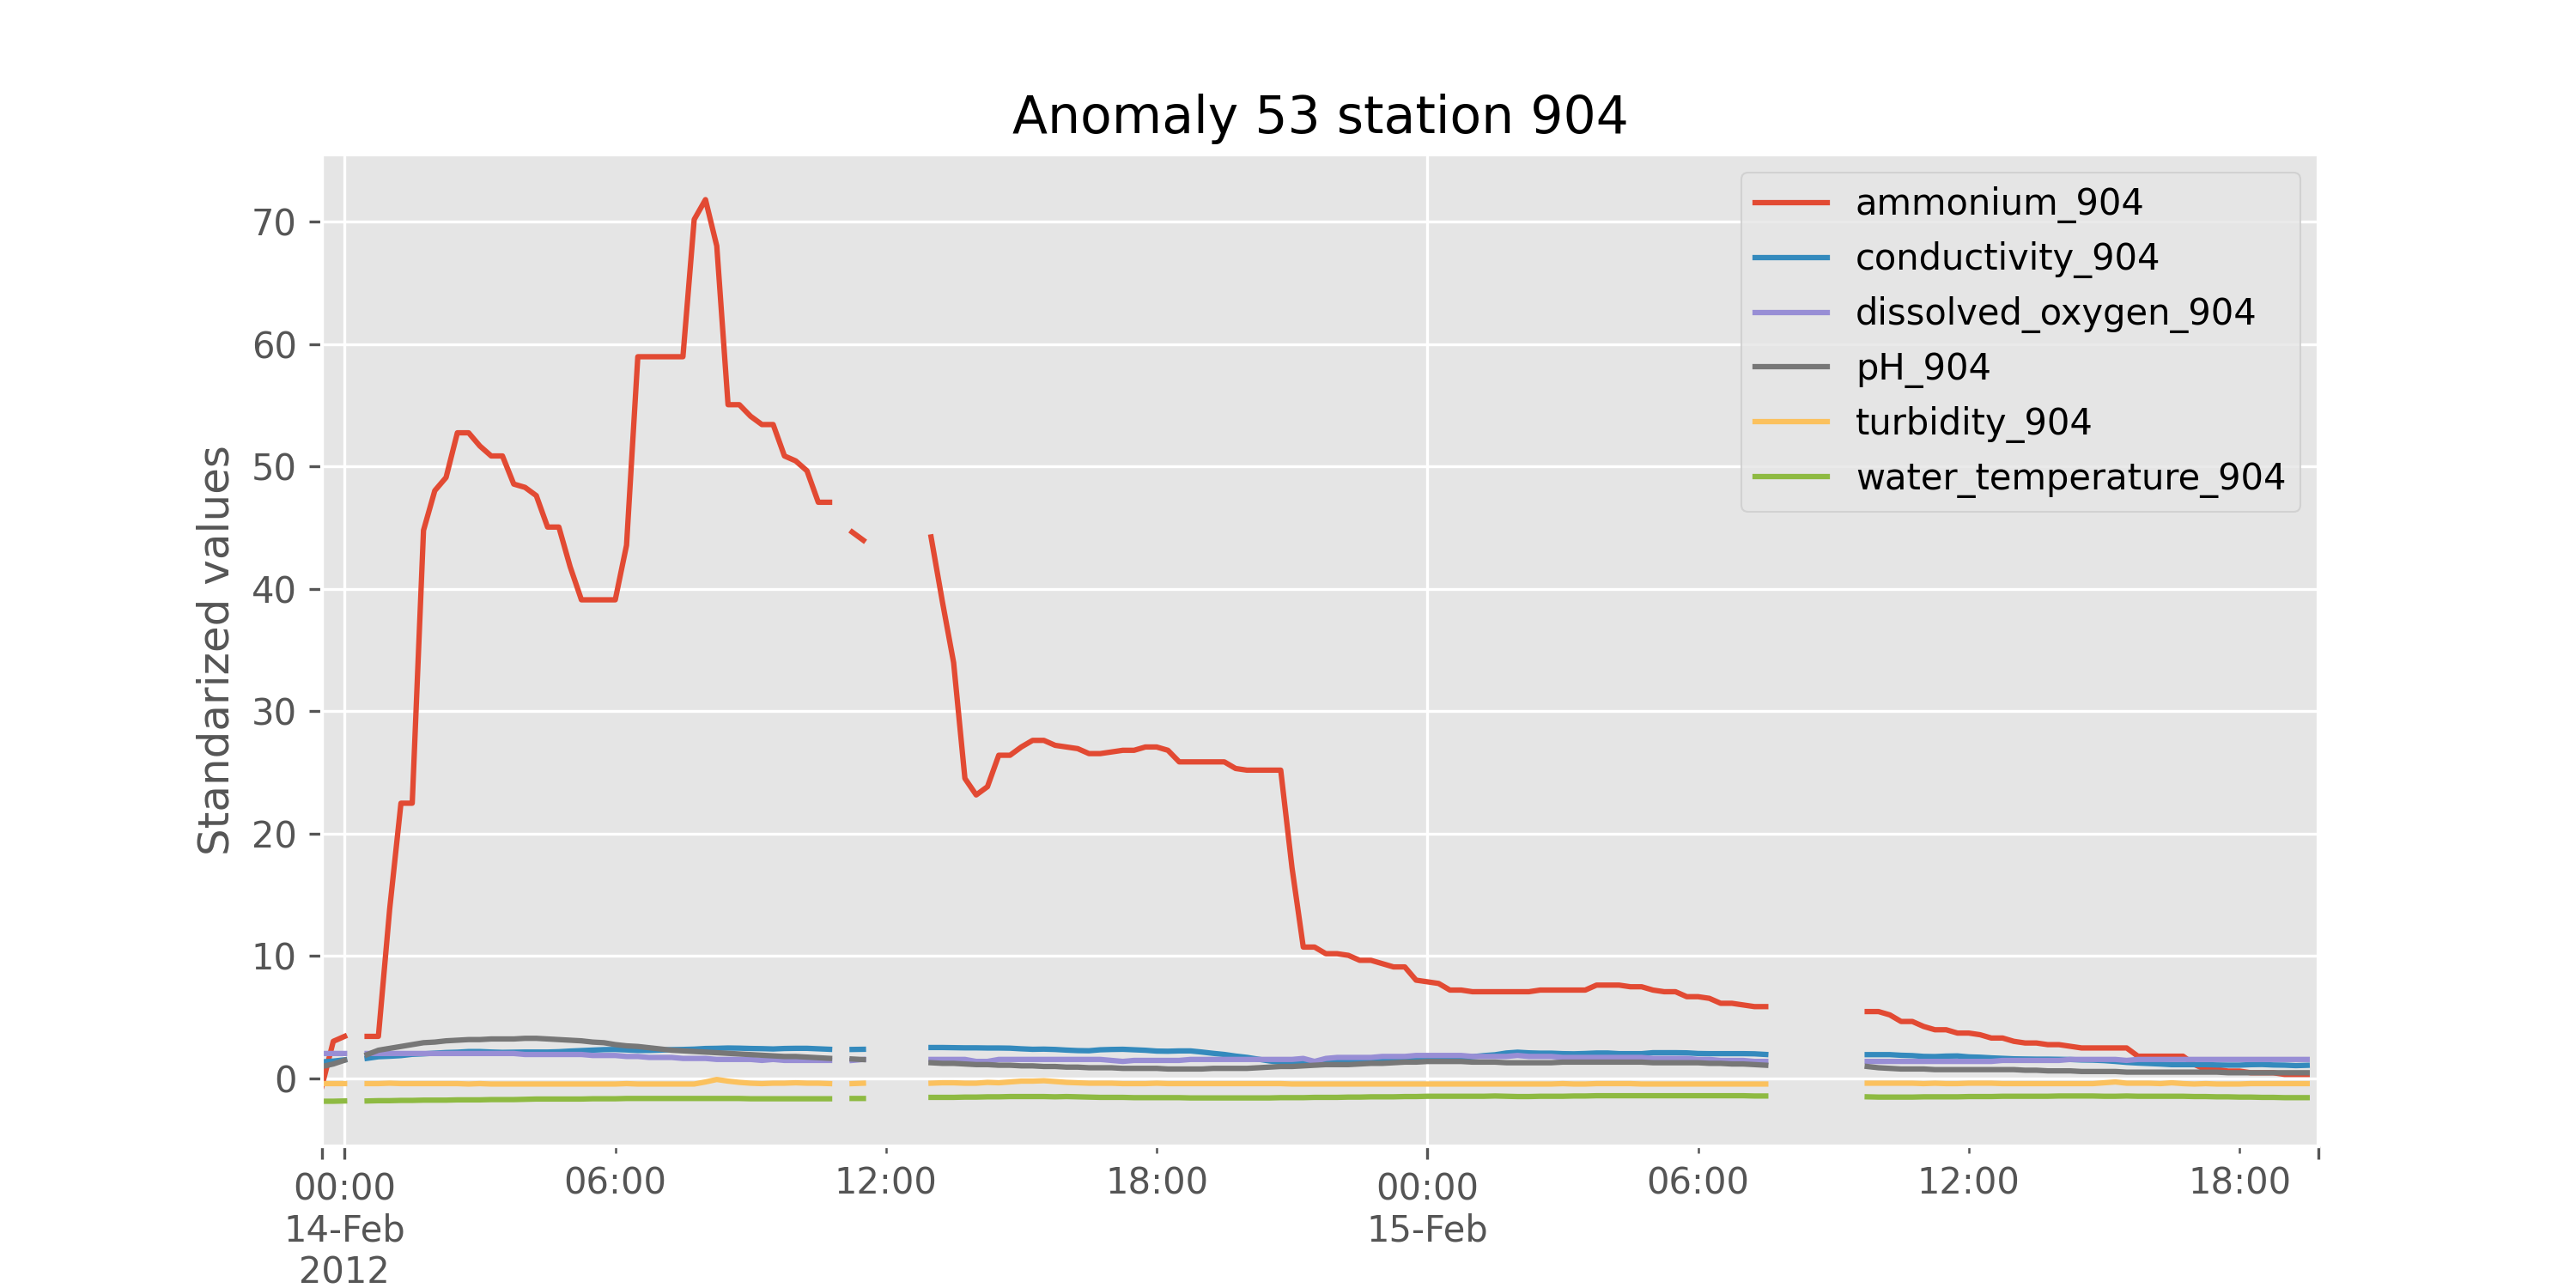 Anomaly 53 station 904
Standarized values
70
60
50
40
30
20
10
0
ammonium_904
conductivity_904
dissolved_oxygen_904
pH_904
turbidity_904
water_temperature_904
00:00
14-Feb
2012
06:00
12:00
18:00
00:00
15-Feb
06:00
12:00
18:00